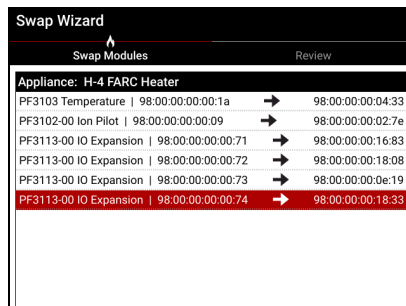 Swap Wizard
Swap Modules Review
Appliance: H-4 FARC Heater
PF3103 Temperature | 98:00:00:00:00:1a → 98:00:00:00:04:33
PF3102-00 Ion Pilot | 98:00:00:00:00:09 → 98:00:00:00:02:7e
PF3113-00 IO Expansion | 98:00:00:00:00:71 → 98:00:00:00:16:83
PF3113-00 IO Expansion | 98:00:00:00:00:72 → 98:00:00:00:18:08
PF3113-00 IO Expansion | 98:00:00:00:00:73 → 98:00:00:00:0e:19
PF3113-00 IO Expansion | 98:00:00:00:00:74 → 98:00:00:00:18:33